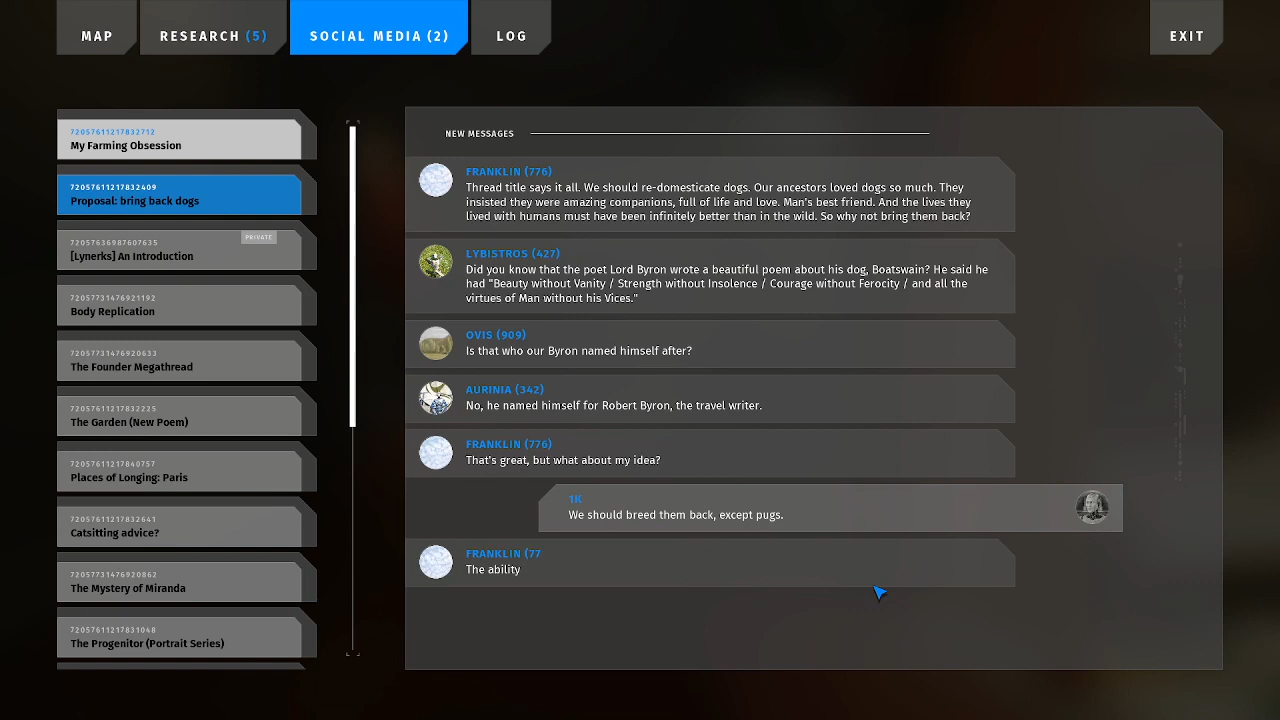 MAP
RESEARCH (5)
SOCIAL MEDIA (2)
LOG
EXIT
72057611217832712
My Farming Obsession
72057611217832409
Proposal: bring back dogs
72057636987607635
PRIVATE
[Lynerks] An Introduction
72057731476921192
Body Replication
72057731476920633
The Founder Megathread
72057611217832225
The Garden (New Poem)
72057611217840757
Places of Longing: Paris
72057611217832641
Catsitting advice?
72057731476920862
The Mystery of Miranda
72057611217831048
The Progenitor (Portrait Series)
NEW MESSAGES
FRANKLIN (776)
Thread title says it all. We should re-domesticate dogs. Our ancestors loved dogs so much. They
insisted they were amazing companions, full of life and love. Man's best friend. And the lives they
lived with humans must have been infinitely better than in the wild. So why not bring them back?
LYBISTROS (427)
Did you know that the poet Lord Byron wrote a beautiful poem about his dog, Boatswain? He said he
had "Beauty without Vanity / Strength without Insolence / Courage without Ferocity / and all the
virtues of Man without his Vices."
OVIS (909)
Is that who our Byron named himself after?
AURINIA (342)
No, he named himself for Robert Byron, the travel writer.
FRANKLIN (776)
That's great, but what about my idea?
1K
We should breed them back, except pugs.
FRANKLIN (77
The ability